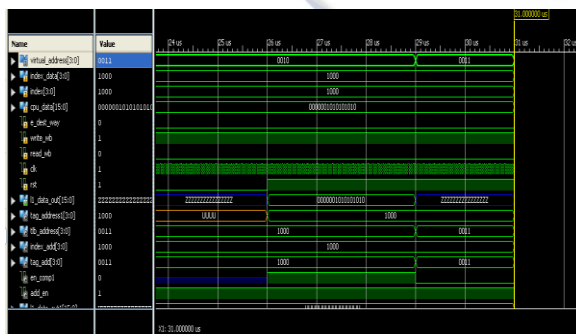 31.000000 us
Name Value 24 us 25 us 26 us 27 us 28 us 29 us 30 us 31 us 32 us
virtual_address[3:0] 0011 0010 0011
index_data[3:0] 1000 1000
index[3:0] 1000 1000
cpu_data[15:0] 0000001010101010 0000001010101010
e_dest_way 0
write_wb 1
read_wb 0
clk 1
rst 1
l1_data_out[15:0] ZZZZZZZZZZZZZZZZ ZZZZZZZZZZZZZZZZ 0000001010101010 ZZZZZZZZZZZZZZZZ
tag_address1[3:0] 1000 UUUU 1000
tlb_address[3:0] 0011 1000 0011
index_add[3:0] 1000 1000
tag_add[3:0] 0011 1000 0011
en_comp1 0
add_en 1
X1: 31.000000 us